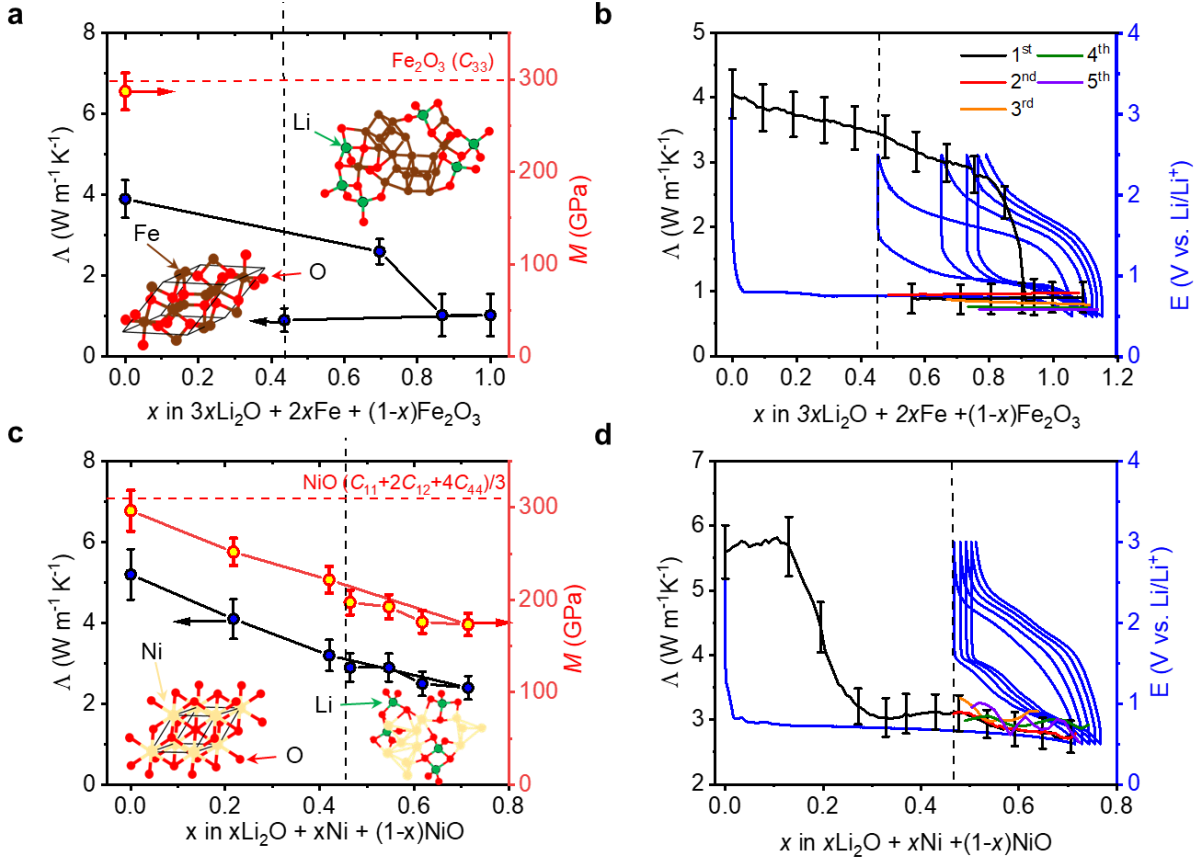 a
8
6
4
2
0
Λ (W m⁻¹K⁻¹)
Fe₂O₃ (C₃₃)
Li
Fe
O
300
200
100
0
M (GPa)
0.0 0.2 0.4 0.6 0.8 1.0
x in 3xLi₂O + 2xFe + (1-x)Fe₂O₃
b
5
4
3
2
1
0
Λ (W m⁻¹K⁻¹)
1st 4th
2nd 5th
3rd
4
3
2
1
0
E (V vs. Li/Li⁺)
0.0 0.2 0.4 0.6 0.8 1.0 1.2
x in 3xLi₂O + 2xFe +(1-x)Fe₂O₃
c
8
6
4
2
0
Λ (W m⁻¹K⁻¹)
NiO (C₁₁+2C₁₂+4C₄₄)/3
Ni
Li
O
300
200
100
0
M (GPa)
0.0 0.2 0.4 0.6 0.8
x in xLi₂O + xNi + (1-x)NiO
d
7
6
5
4
3
2
Λ (W m⁻¹K⁻¹)
4
3
2
1
0
E (V vs. Li/Li⁺)
0.0 0.2 0.4 0.6 0.8
x in xLi₂O + xNi +(1-x)NiO